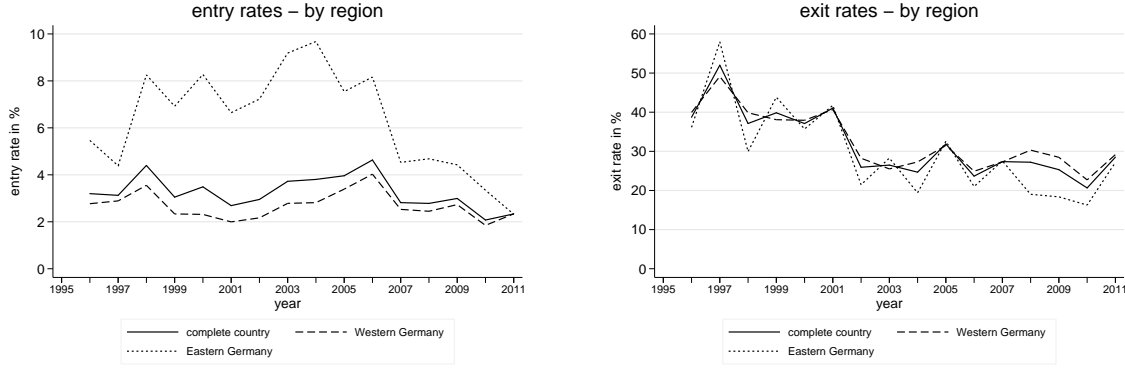 entry rates – by region
10
8
6
4
2
0
entry rate in %
1995 1997 1999 2001 2003 2005 2007 2009 2011
year
complete country Western Germany
Eastern Germany
exit rates – by region
60
50
40
30
20
10
0
exit rate in %
1995 1997 1999 2001 2003 2005 2007 2009 2011
year
complete country Western Germany
Eastern Germany